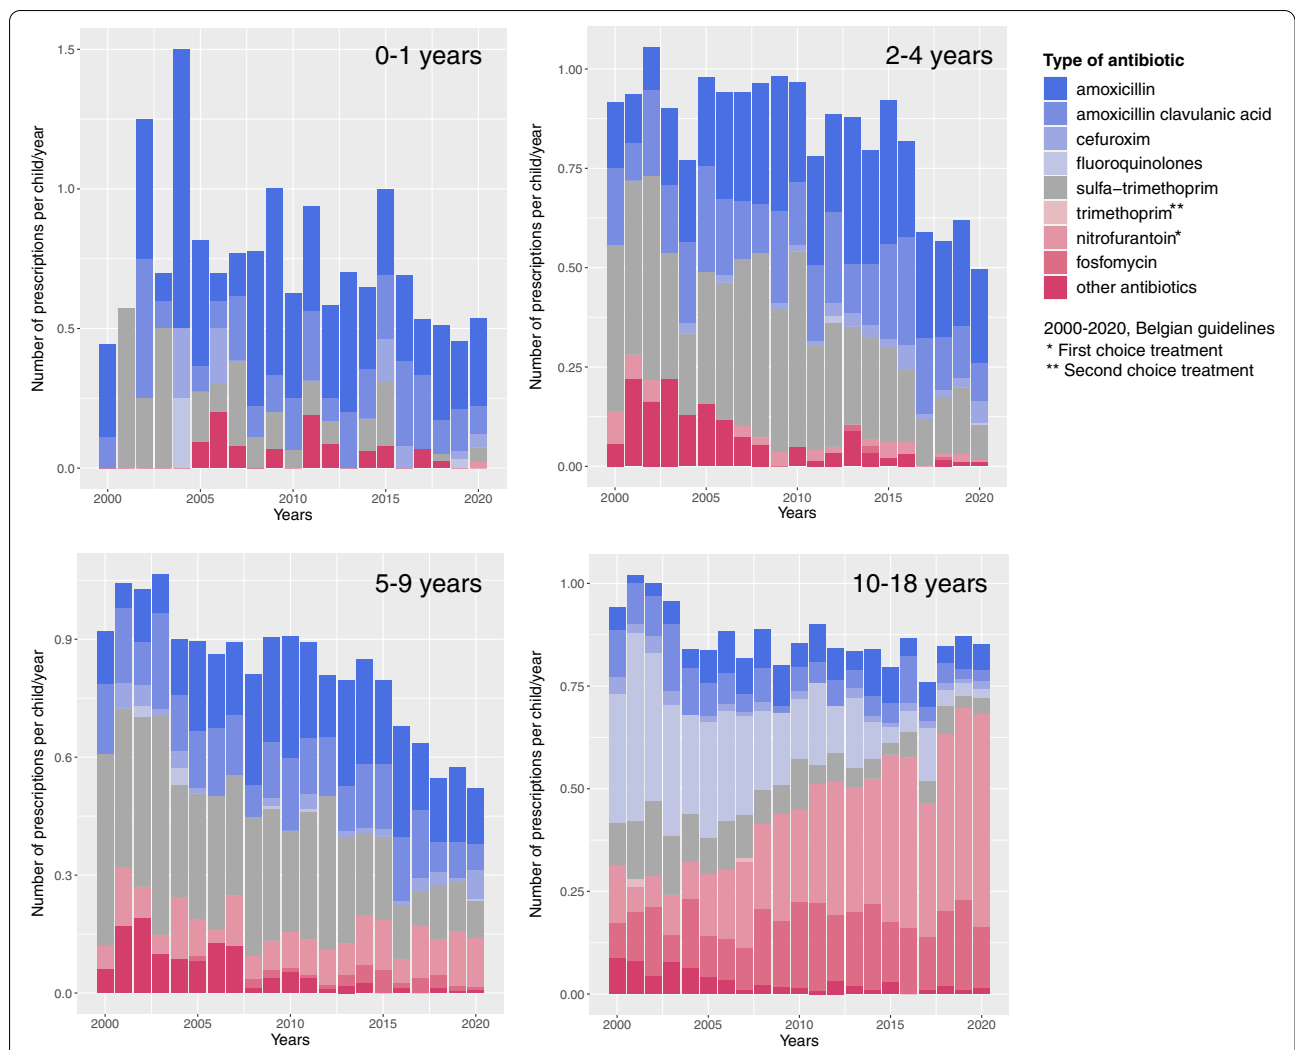 0-1 years
Number of prescriptions per child/year
1.5
1.0
0.5
0.0
2000 2005 2010 2015 2020
Years
2-4 years
Number of prescriptions per child/year
1.00
0.75
0.50
0.25
0.00
2000 2005 2010 2015 2020
Years
Type of antibiotic
amoxicillin
amoxicillin clavulanic acid
cefuroxim
fluoroquinolones
sulfa-trimethoprim
trimethoprim**
nitrofurantoin*
fosfomycin
other antibiotics
2000-2020, Belgian guidelines
* First choice treatment
** Second choice treatment
5-9 years
Number of prescriptions per child/year
0.9
0.6
0.3
0.0
2000 2005 2010 2015 2020
Years
10-18 years
Number of prescriptions per child/year
1.00
0.75
0.50
0.25
0.00
2000 2005 2010 2015 2020
Years